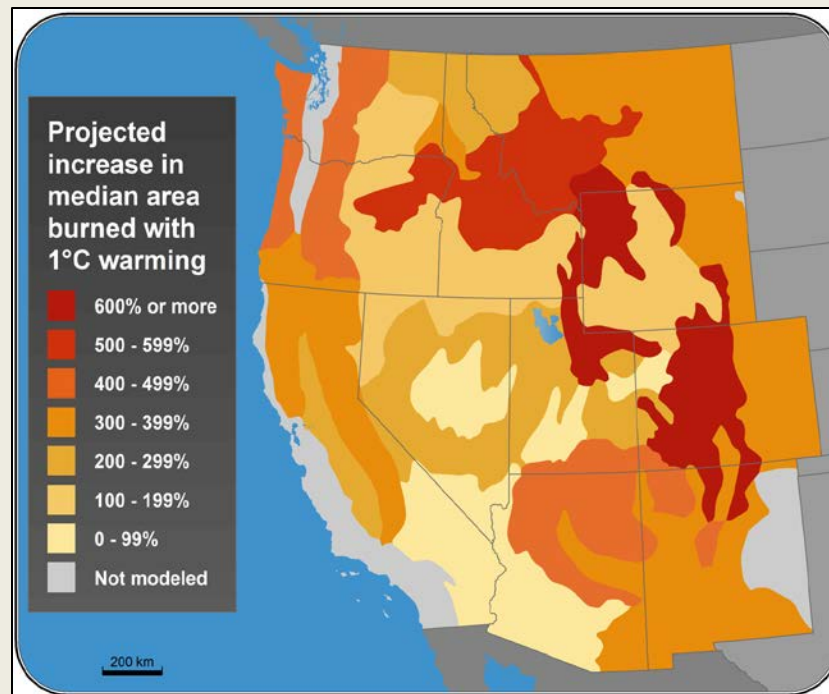 Projected
increase in
median area
burned with
1°C warming
600% or more
500 - 599%
400 - 499%
300 - 399%
200 - 299%
100 - 199%
0 - 99%
Not modeled
200 km